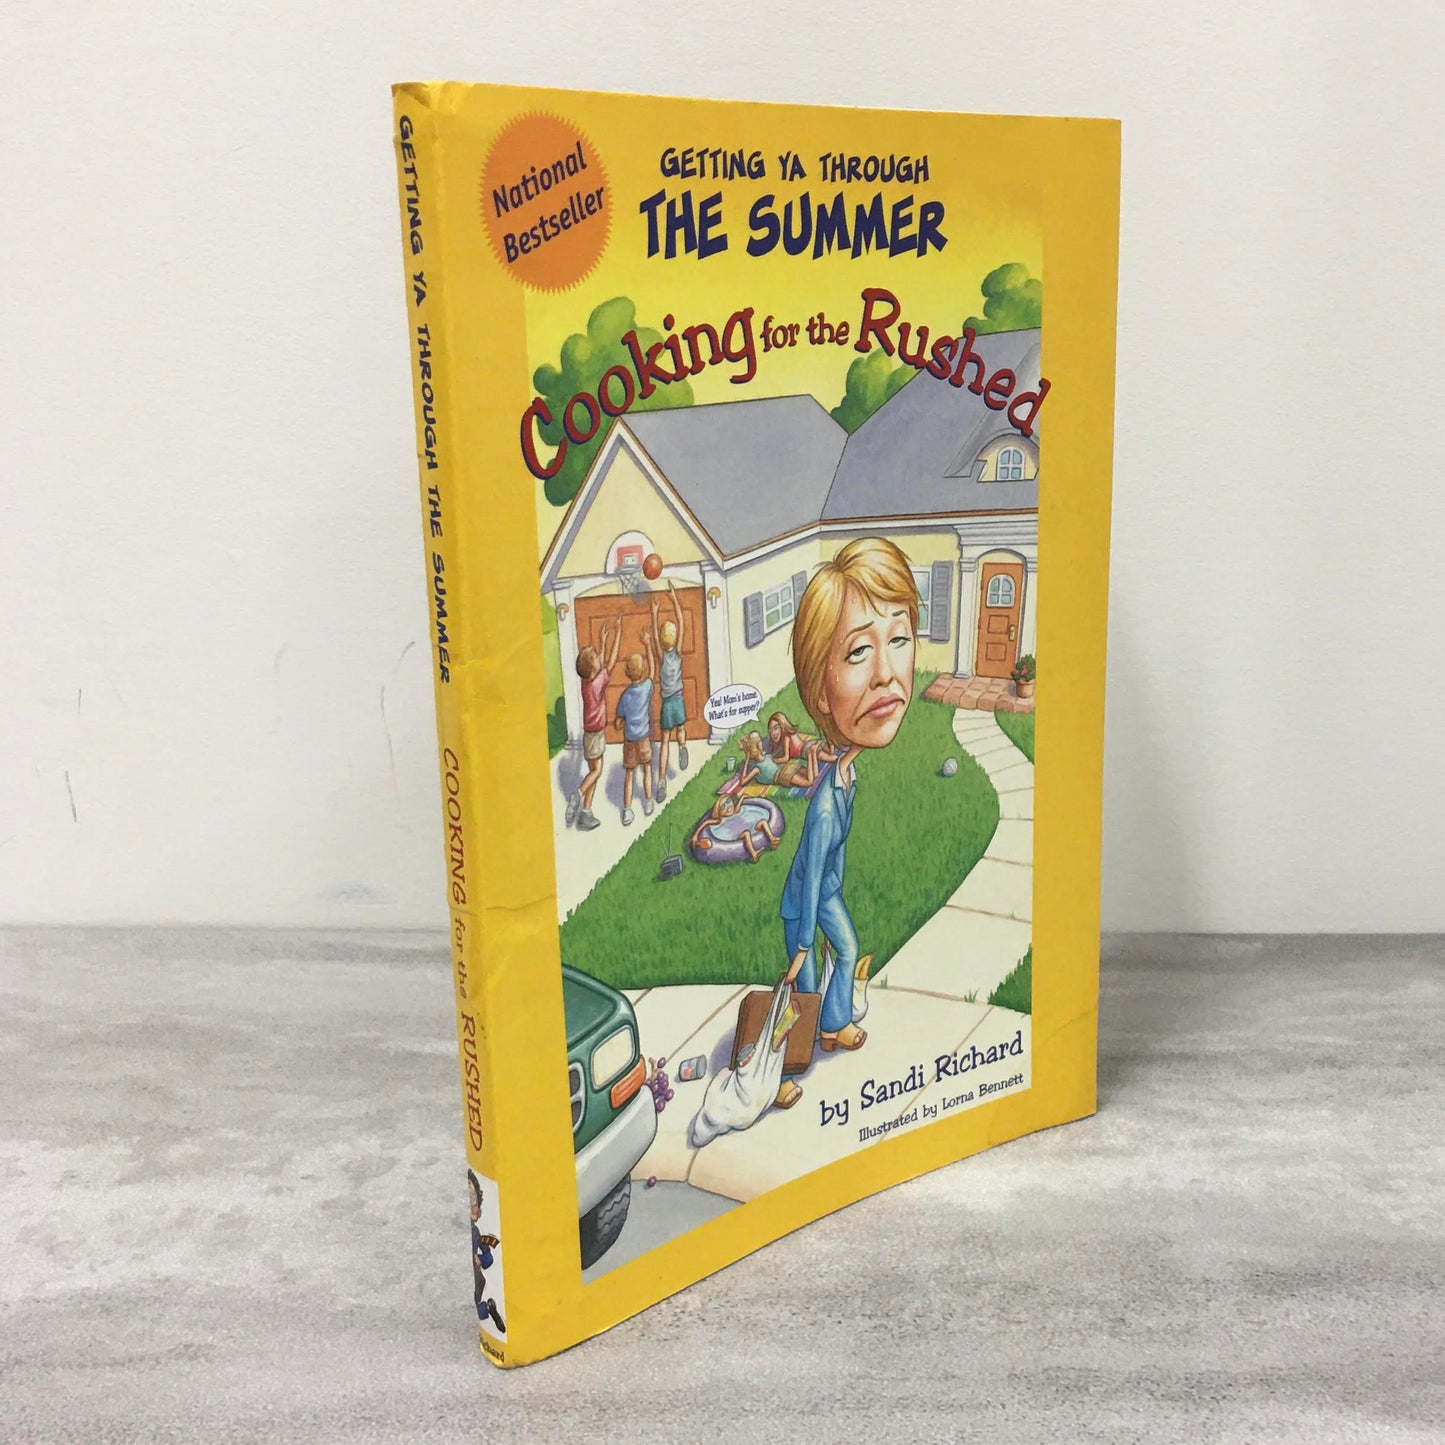 GETTING YA THROUGH THE SUMMER COOKING for the RUSHED
Richard
National
Bestseller
GETTING YA THROUGH
THE SUMMER
Cooking for the Rushed
Yea! Mom's home.
What's for supper?
by Sandi Richard
Illustrated by Lorna Bennett